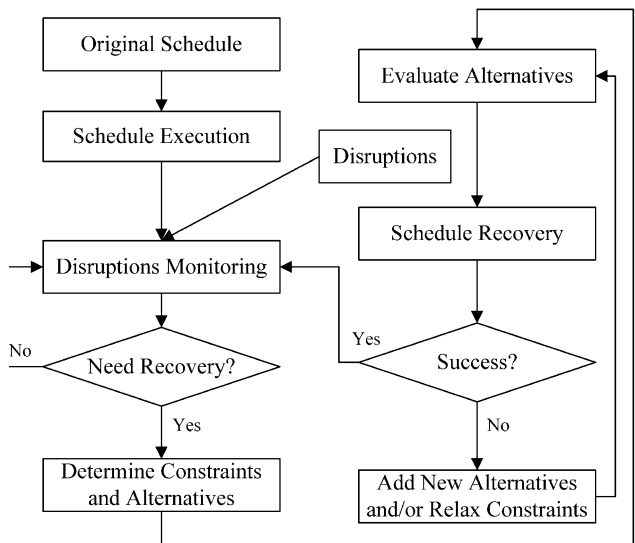 Original Schedule
Schedule Execution
Disruptions
Disruptions Monitoring
No
Need Recovery?
Yes
Determine Constraints
and Alternatives
Evaluate Alternatives
Schedule Recovery
Yes
Success?
No
Add New Alternatives
and/or Relax Constraints